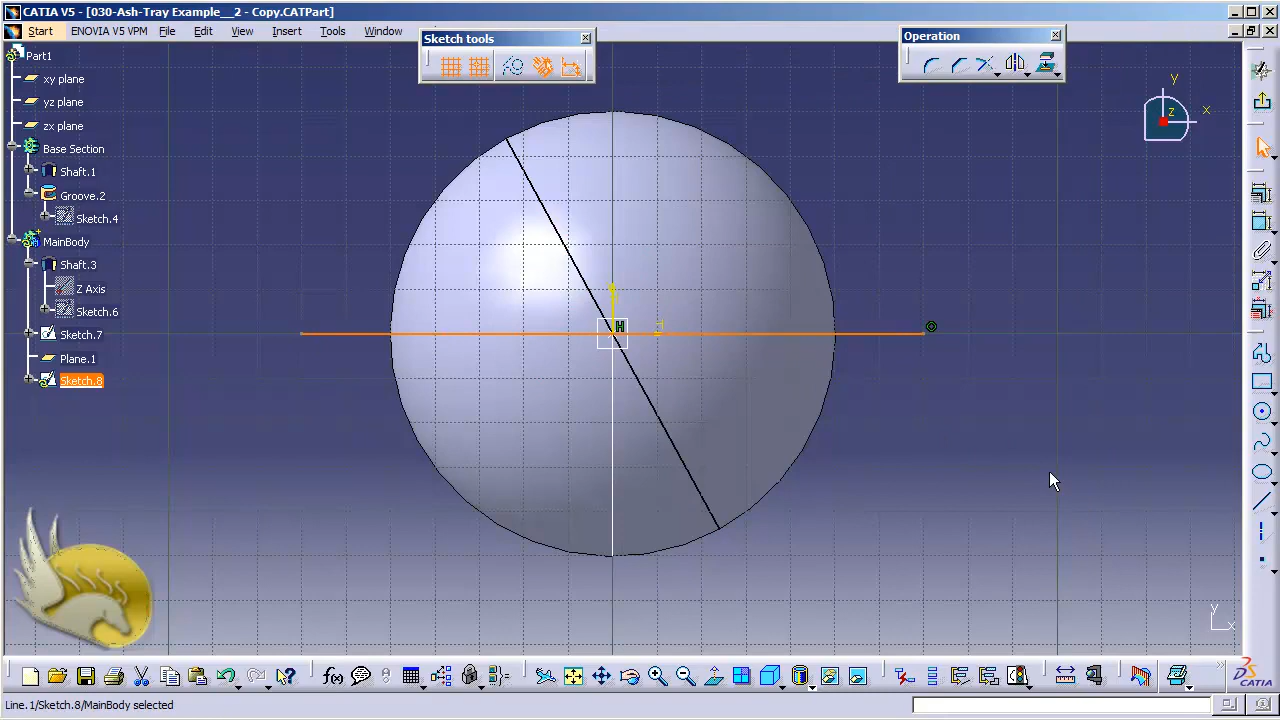 CATIA V5 - [030-Ash-Tray Example__2 - Copy.CATPart]
Start ENOVIA V5 VPM File Edit View Insert Tools Window
Sketch tools
Operation
Part1
xy plane
yz plane
zx plane
Base Section
Shaft.1
Groove.2
Sketch.4
MainBody
Shaft.3
Z Axis
Sketch.6
Sketch.7
Plane.1
Sketch.8
y
x
z
H
y
x
f(x)
CATIA
Line.1/Sketch.8/MainBody selected